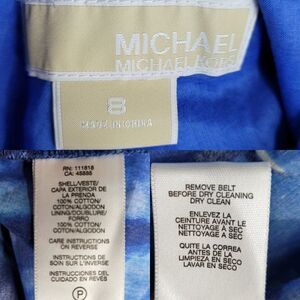 MICHAEL
MICHAEL KORS
8
MADE IN CHINA
RN: 111818
CA: 48885
SHELL/VESTE/
CAPA EXTERIOR DE
LA PRENDA
100% COTTON/
COTON/ALGODON
LINING/DOUBLURE/
FORRO
100% COTTON/
COTON/ALGODON
CARE INSTRUCTIONS
ON REVERSE
INSTRUCTIONS DE
SOIN SUR L'INVERSE
INSTRUCCIONES DEL
CUIDADO EN REVÉS
P
REMOVE BELT
BEFORE DRY CLEANING
DRY CLEAN
ENLEVEZ LA
CEINTURE AVANT LE
NETTOYAGE A SEC
NETTOYAGE À SEC
QUITE LA CORREA
ANTES DE LA
LIMPIEZA EN SECO
LAVAR EN SECO